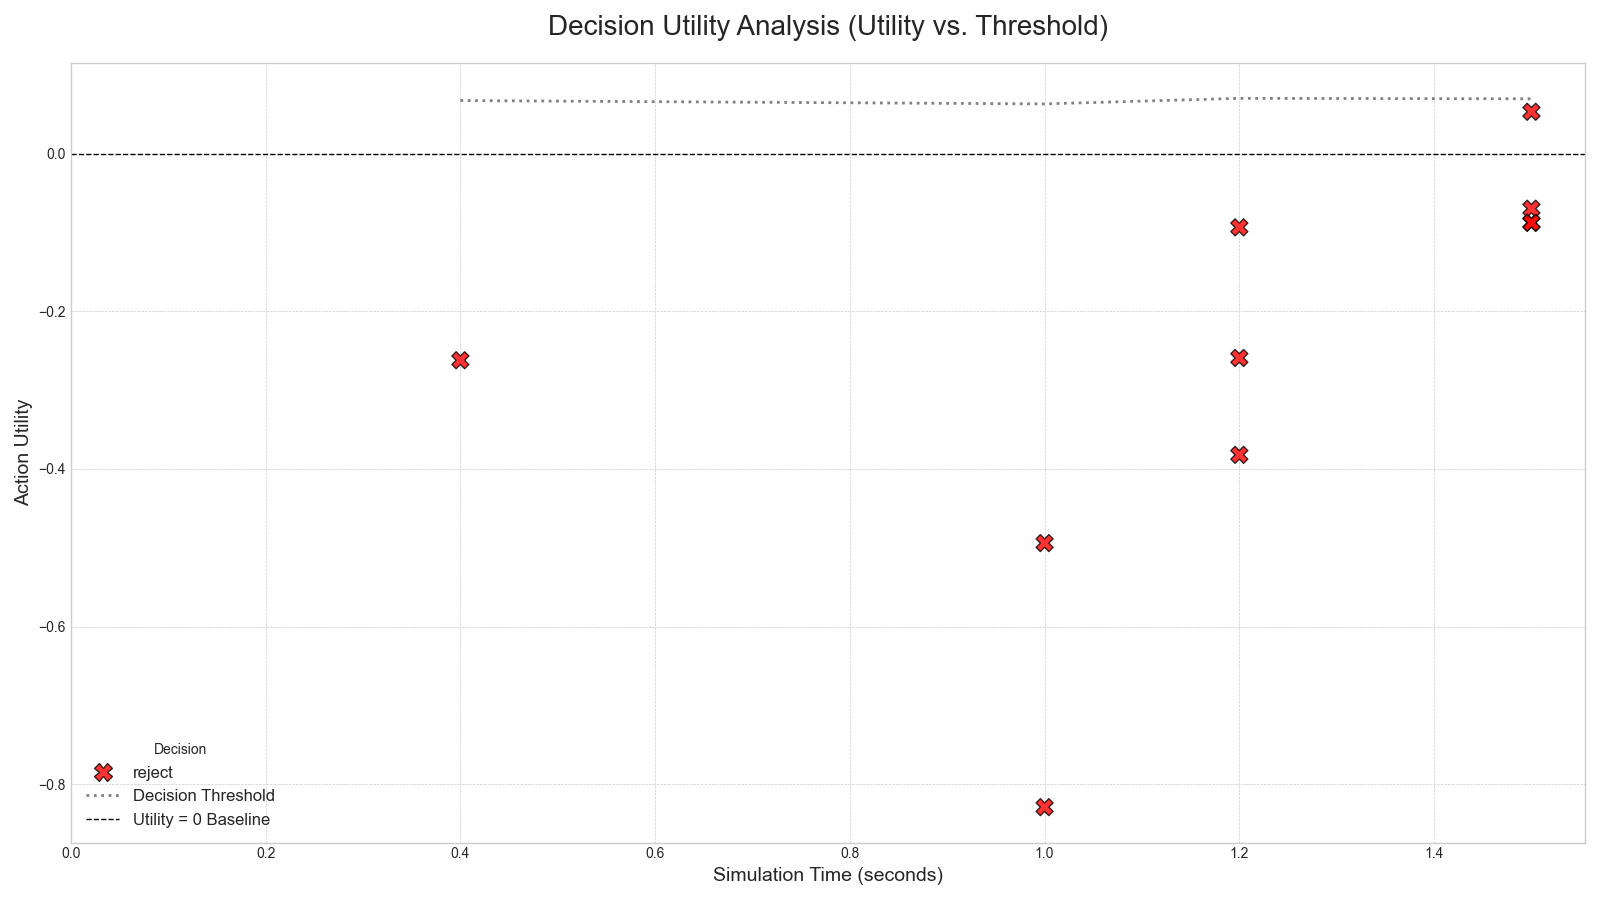 Decision Utility Analysis (Utility vs. Threshold)
Action Utility
0.0
−0.2
−0.4
−0.6
−0.8
Decision
reject
Decision Threshold
Utility = 0 Baseline
0.0 0.2 0.4 0.6 0.8 1.0 1.2 1.4
Simulation Time (seconds)